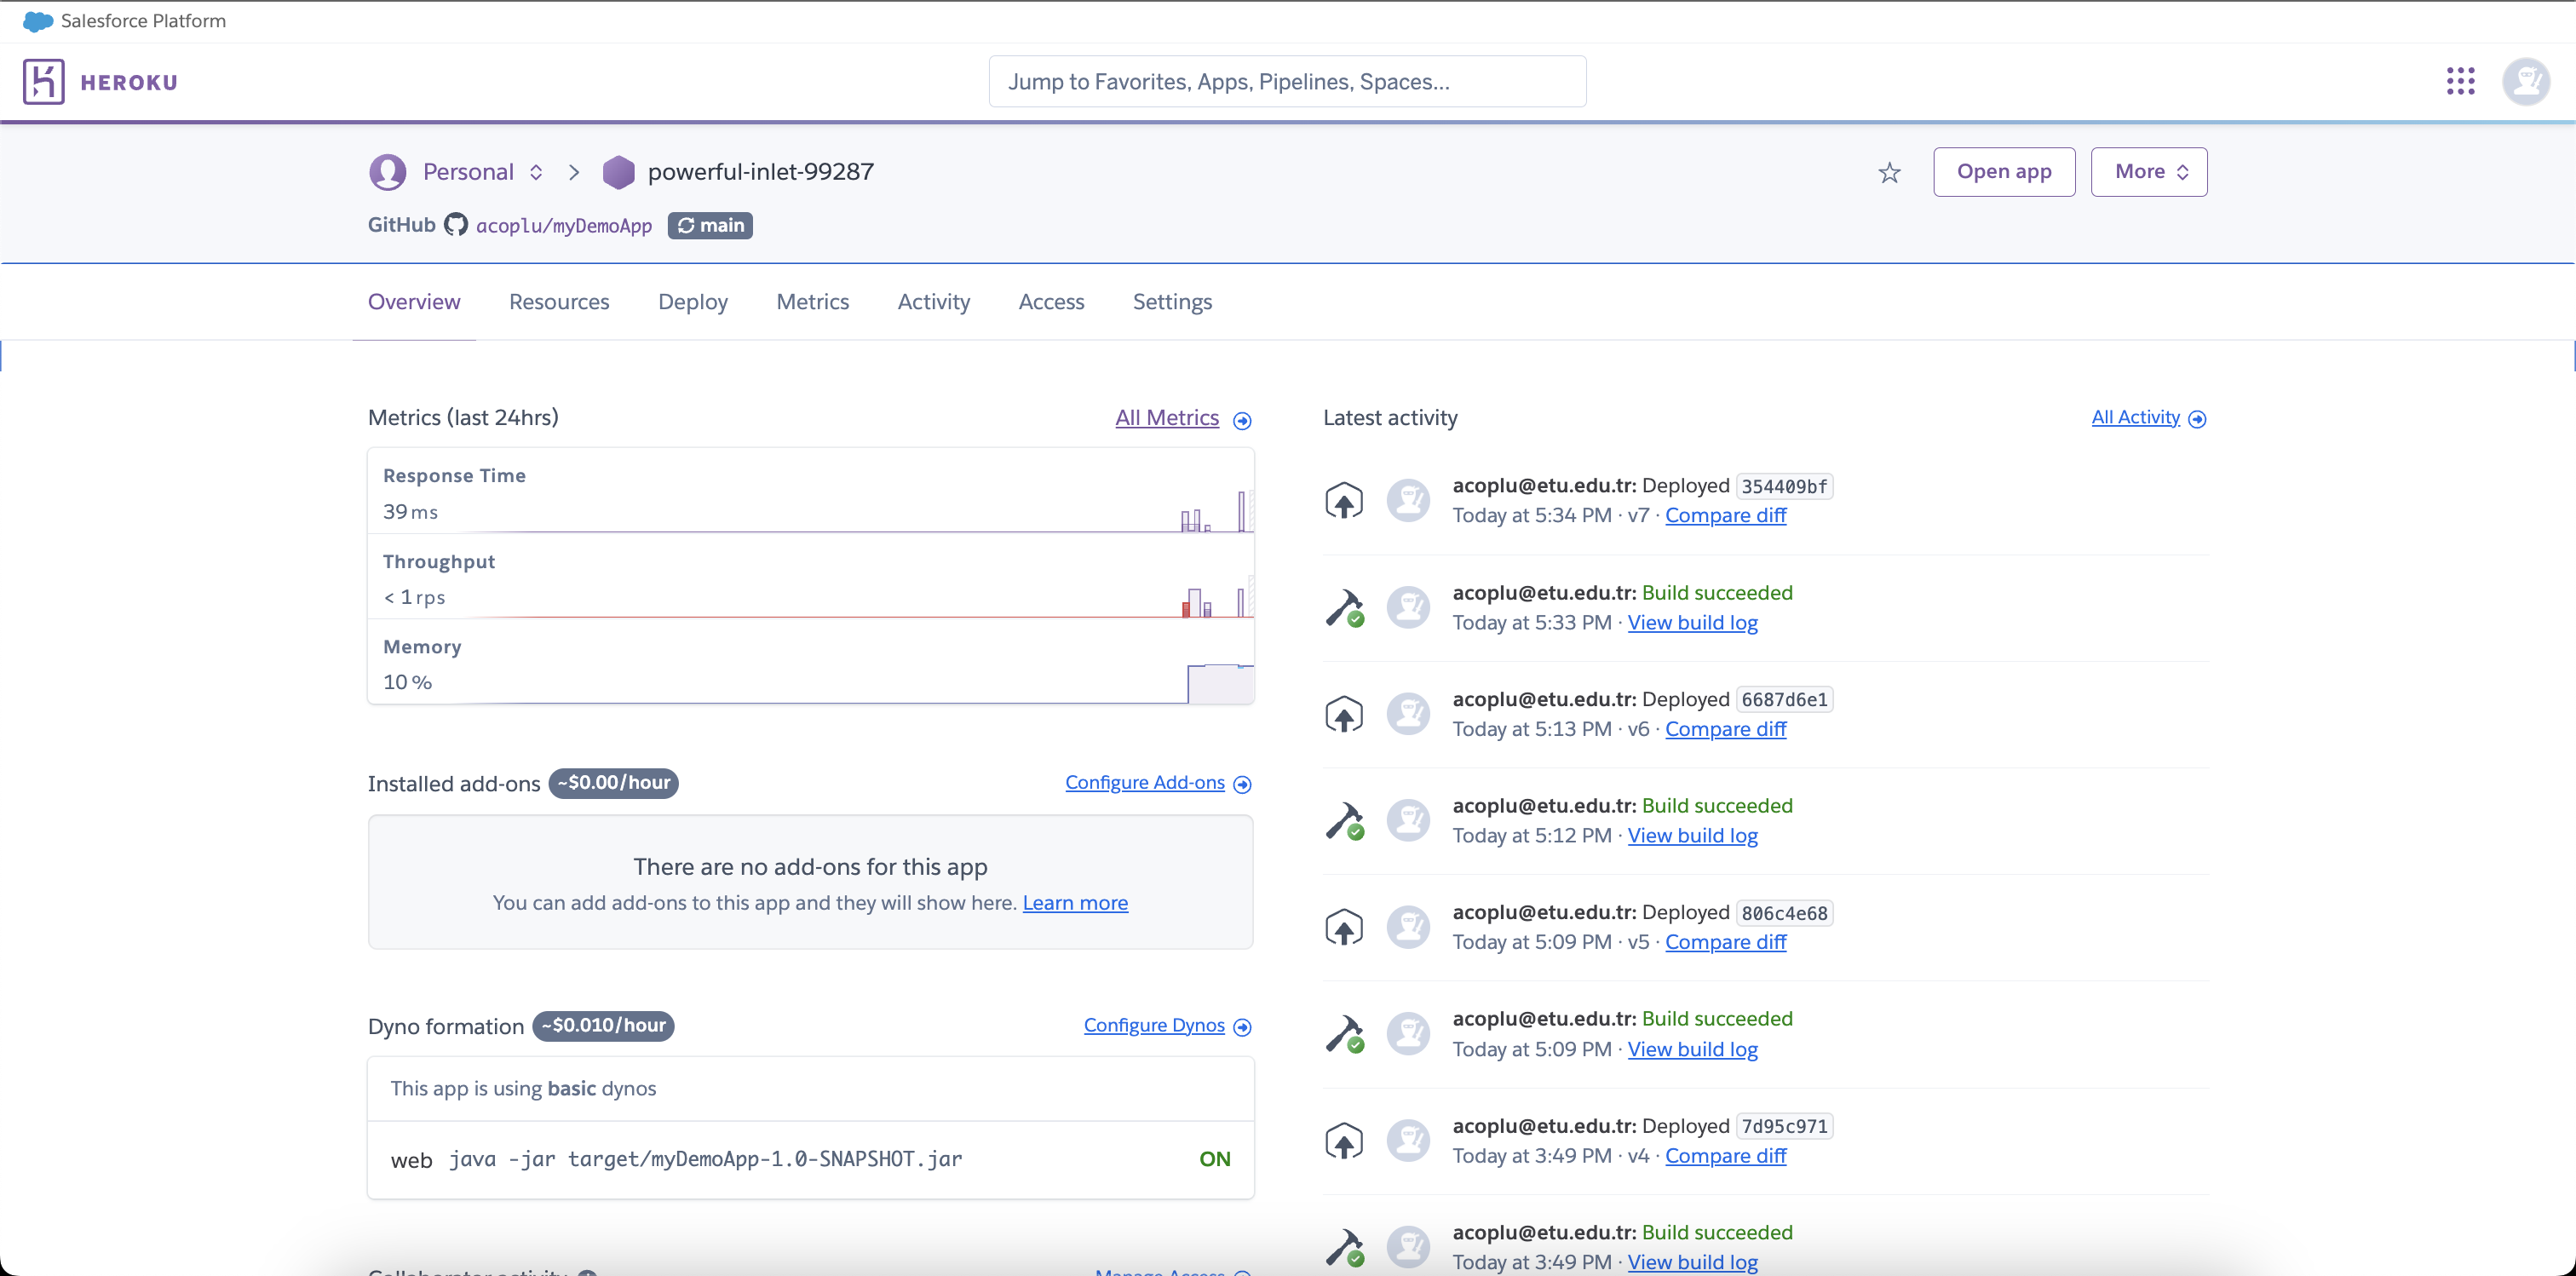 Salesforce Platform
HEROKU
Jump to Favorites, Apps, Pipelines, Spaces...
Personal
powerful-inlet-99287
Open app
More
GitHub acoplu/myDemoApp main
Overview
Resources
Deploy
Metrics
Activity
Access
Settings
Metrics (last 24hrs)
All Metrics
Response Time
39 ms
Throughput
< 1 rps
Memory
10 %
Installed add-ons ~$0.00/hour
Configure Add-ons
There are no add-ons for this app
You can add add-ons to this app and they will show here. Learn more
Dyno formation ~$0.010/hour
Configure Dynos
This app is using basic dynos
web java -jar target/myDemoApp-1.0-SNAPSHOT.jar ON
Collaborator activity
Manage Access
Latest activity
All Activity
acoplu@etu.edu.tr: Deployed 354409bf
Today at 5:34 PM · v7 · Compare diff
acoplu@etu.edu.tr: Build succeeded
Today at 5:33 PM · View build log
acoplu@etu.edu.tr: Deployed 6687d6e1
Today at 5:13 PM · v6 · Compare diff
acoplu@etu.edu.tr: Build succeeded
Today at 5:12 PM · View build log
acoplu@etu.edu.tr: Deployed 806c4e68
Today at 5:09 PM · v5 · Compare diff
acoplu@etu.edu.tr: Build succeeded
Today at 5:09 PM · View build log
acoplu@etu.edu.tr: Deployed 7d95c971
Today at 3:49 PM · v4 · Compare diff
acoplu@etu.edu.tr: Build succeeded
Today at 3:49 PM · View build log